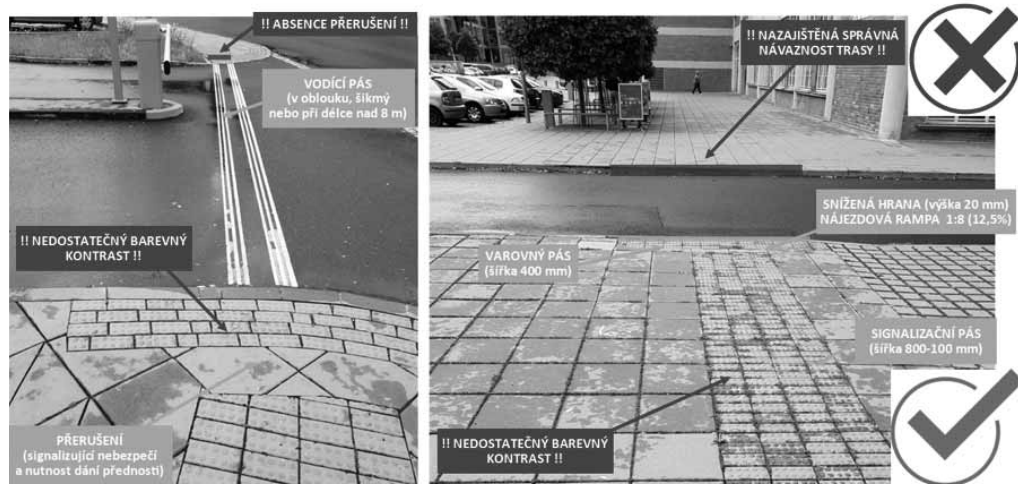 !! ABSENCE PŘERUŠENÍ !!
VODÍCÍ PÁS
(v oblouku, šikmý
nebo při délce nad 8 m)
!! NEDOSTATEČNÝ BAREVNÝ
KONTRAST !!
PŘERUŠENÍ
(signalizující nebezpečí
a nutnost dání přednosti)
!! NAZAJIŠTĚNÁ SPRÁVNÁ
NÁVAZNOST TRASY !!
SNÍŽENÁ HRANA (výška 20 mm)
NÁJEZDOVÁ RAMPA 1:8 (12,5%)
VAROVNÝ PÁS
(šířka 400 mm)
SIGNALIZAČNÍ PÁS
(šířka 800-100 mm)
!! NEDOSTATEČNÝ BAREVNÝ
KONTRAST !!